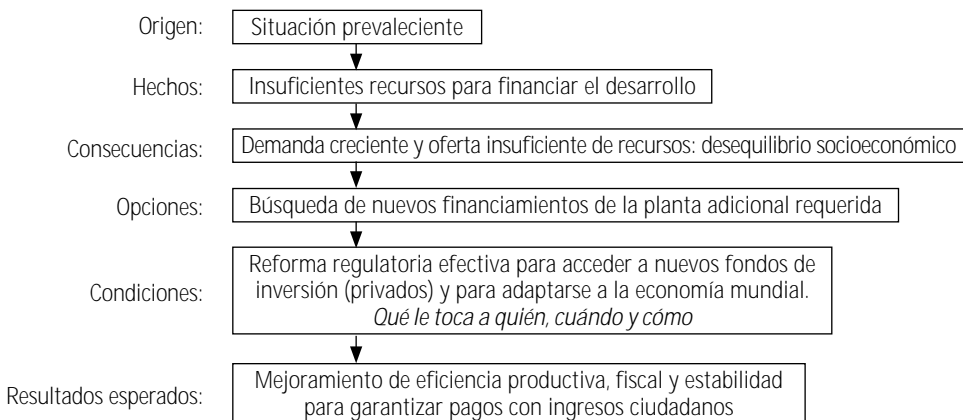 Origen: Situación prevaleciente
Hechos: Insuficientes recursos para financiar el desarrollo
Consecuencias: Demanda creciente y oferta insuficiente de recursos: desequilibrio socioeconómico
Opciones: Búsqueda de nuevos financiamientos de la planta adicional requerida
Condiciones: Reforma regulatoria efectiva para acceder a nuevos fondos de
inversión (privados) y para adaptarse a la economía mundial.
Qué le toca a quién, cuándo y cómo
Resultados esperados: Mejoramiento de eficiencia productiva, fiscal y estabilidad
para garantizar pagos con ingresos ciudadanos